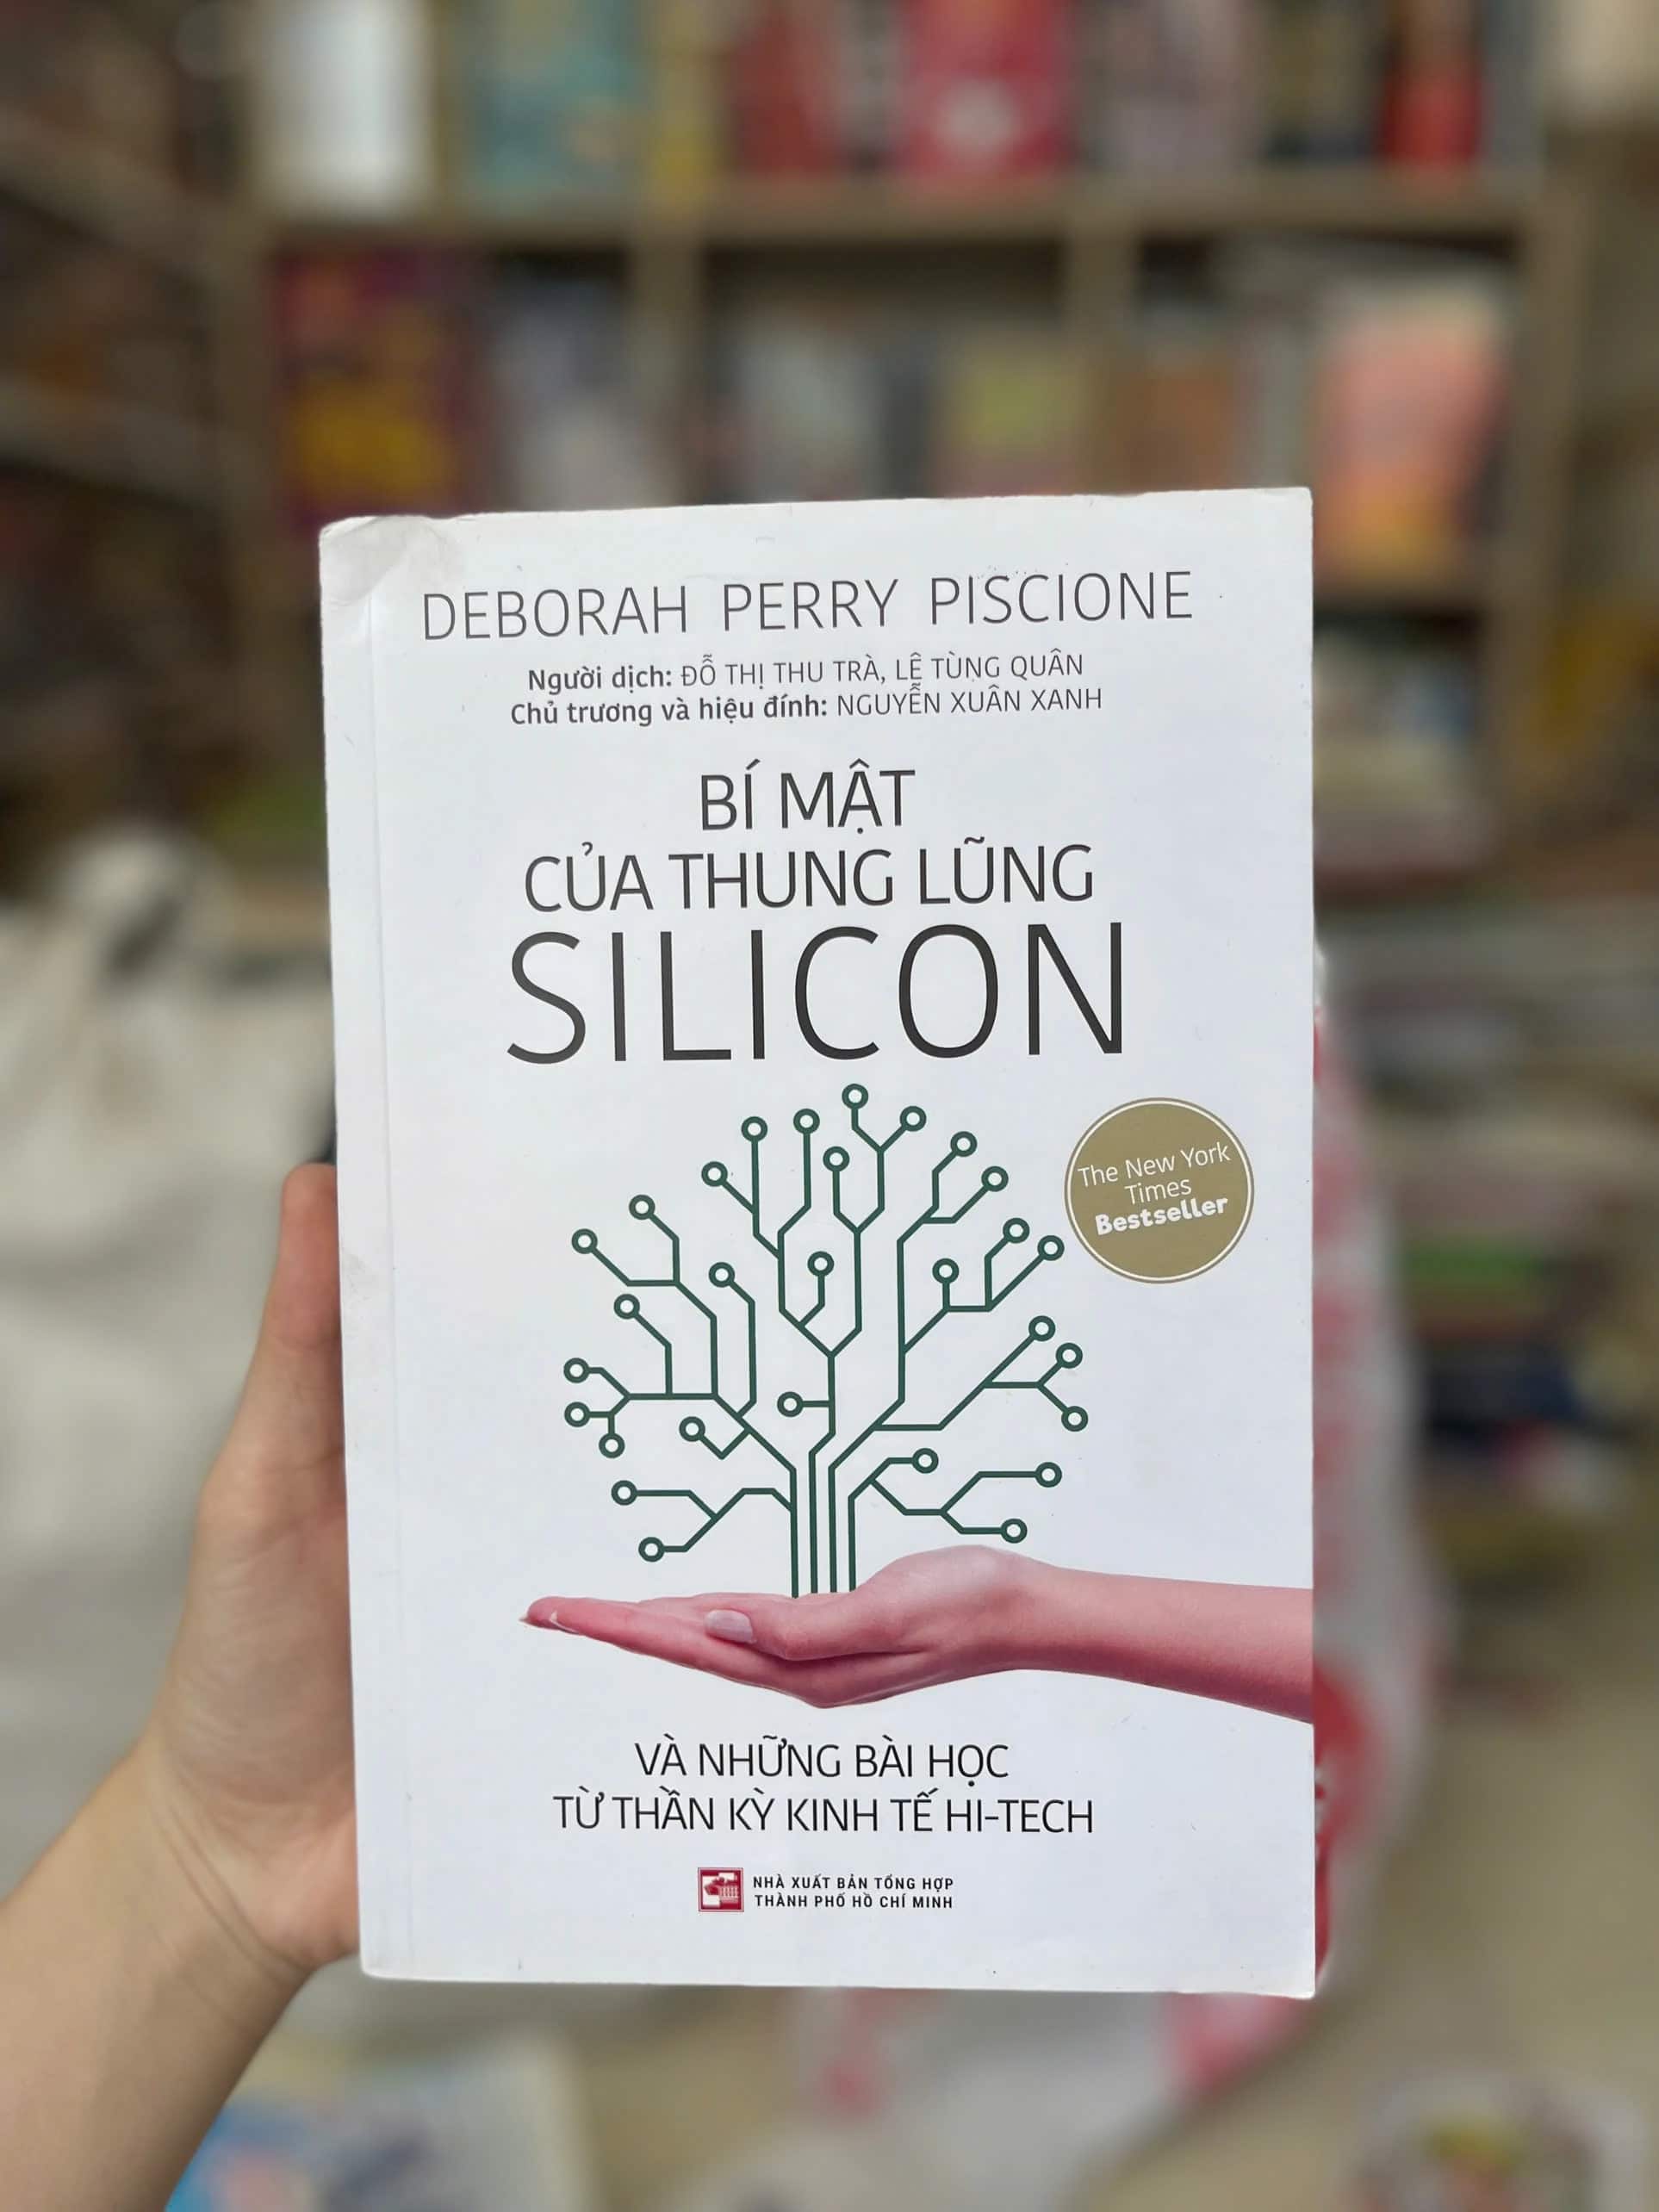 DEBORAH PERRY PISCIONE
Người dịch: ĐỖ THỊ THU TRÀ, LÊ TÙNG QUÂN
Chủ trương và hiệu đính: NGUYỄN XUÂN XANH
BÍ MẬT
CỦA THUNG LŨNG
SILICON
The New York
Times
Bestseller
VÀ NHỮNG BÀI HỌC
TỪ THẦN KỲ KINH TẾ HI-TECH
NHÀ XUẤT BẢN TỔNG HỢP
THÀNH PHỐ HỒ CHÍ MINH